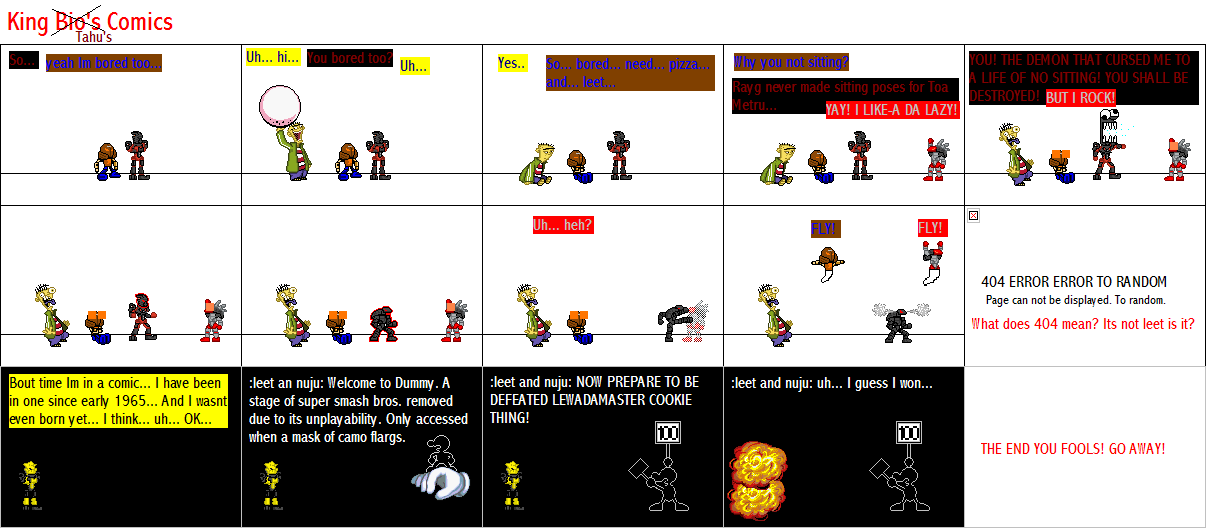 King Bio's Comics
Tahu's
So...
yeah Im bored too...
Uh... hi...
You bored too?
Uh...
Yes..
So... bored... need... pizza...
and... leet...
Why you not sitting?
Rayg never made sitting poses for Toa
Metru...
YAY! I LIKE-A DA LAZY!
YOU! THE DEMON THAT CURSED ME TO
A LIFE OF NO SITTING! YOU SHALL BE
DESTROYED!
BUT I ROCK!
Uh... heh?
FLY!
FLY!
404 ERROR ERROR TO RANDOM
Page can not be displayed. To random.
What does 404 mean? Its not leet is it?
Bout time Im in a comic... I have been
in one since early 1965... And I wasnt
even born yet... I think... uh... OK...
:leet an nuju: Welcome to Dummy. A
stage of super smash bros. removed
due to its unplayability. Only accessed
when a mask of camo flargs.
:leet and nuju: NOW PREPARE TO BE
DEFEATED LEWADAMASTER COOKIE
THING!
100
:leet and nuju: uh... I guess I won...
100
THE END YOU FOOLS! GO AWAY!